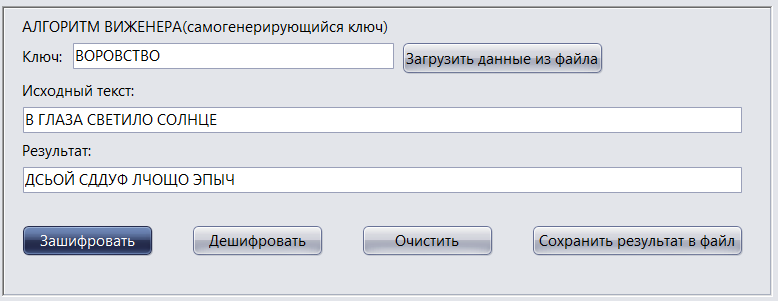 АЛГОРИТМ ВИЖЕНЕРА(самогенерирующийся ключ)
Ключ: ВОРОВСТВО Загрузить данные из файла
Исходный текст:
В ГЛАЗА СВЕТИЛО СОЛНЦЕ
Результат:
ДСЬОЙ СДДУФ ЛЧОЩО ЭПЫЧ
Зашифровать Дешифровать Очистить Сохранить результат в файл